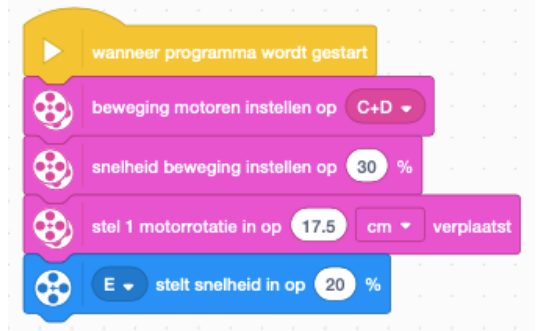 wanneer programma wordt gestart
beweging motoren instellen op C+D
snelheid beweging instellen op 30 %
stel 1 motorrotatie in op 17.5 cm verplaatst
E stelt snelheid in op 20 %